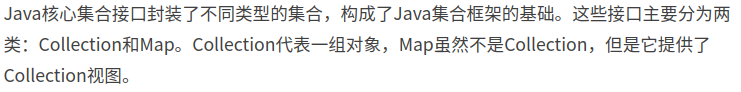 Java核心集合接口封装了不同类型的集合，构成了Java集合框架的基础。这些接口主要分为两
类：Collection和Map。Collection代表一组对象，Map虽然不是Collection，但是它提供了
Collection视图。